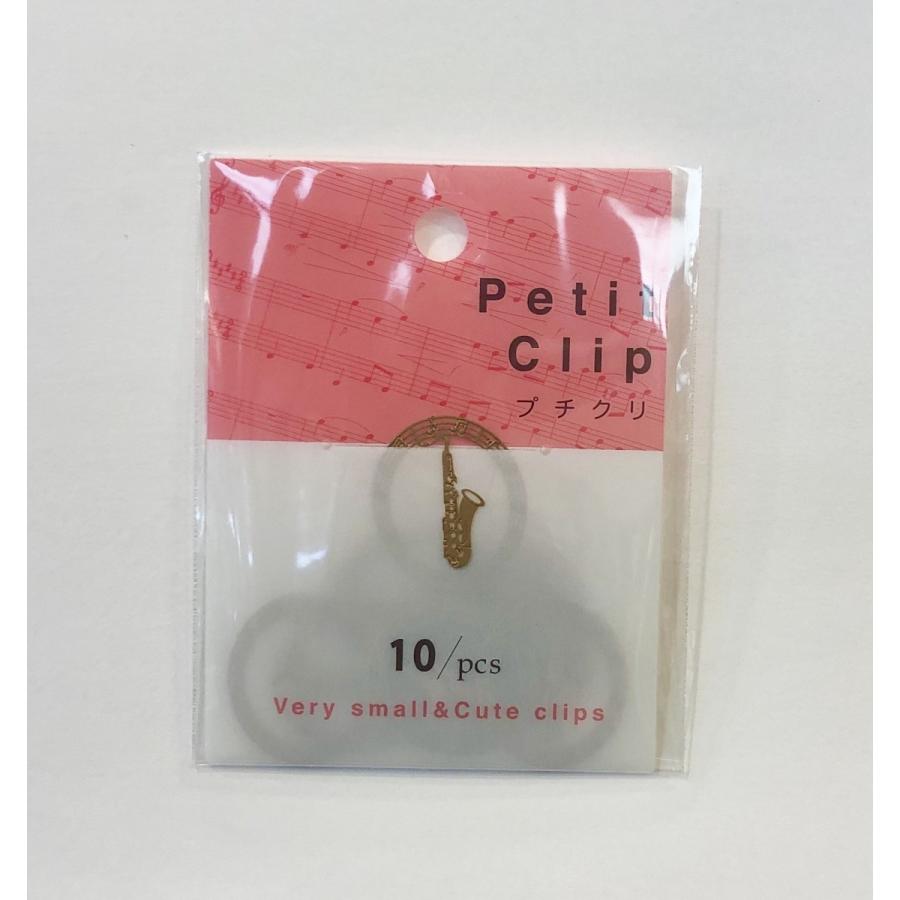 Petit
Clip
プチクリ
10/pcs
Very small&Cute clips